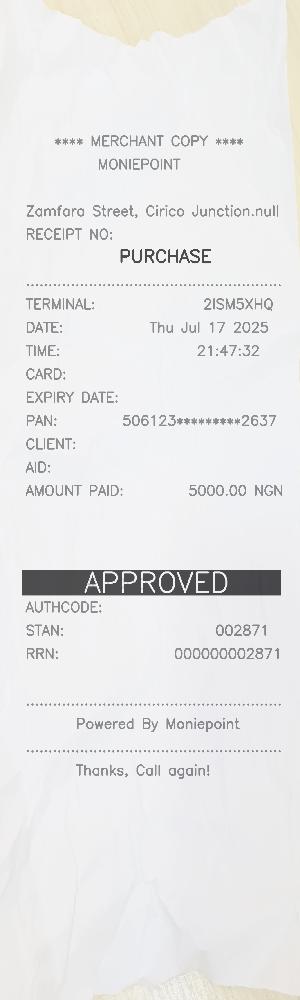 **** MERCHANT COPY ****
MONIEPOINT
Zamfara Street, Cirico Junction.null
RECEIPT NO:
PURCHASE
TERMINAL: 2ISM5XHQ
DATE: Thu Jul 17 2025
TIME: 21:47:32
CARD:
EXPIRY DATE:
PAN: 506123*********2637
CLIENT:
AID:
AMOUNT PAID: 5000.00 NGN
APPROVED
AUTHCODE:
STAN: 002871
RRN: 000000002871
Powered By Moniepoint
Thanks, Call again!